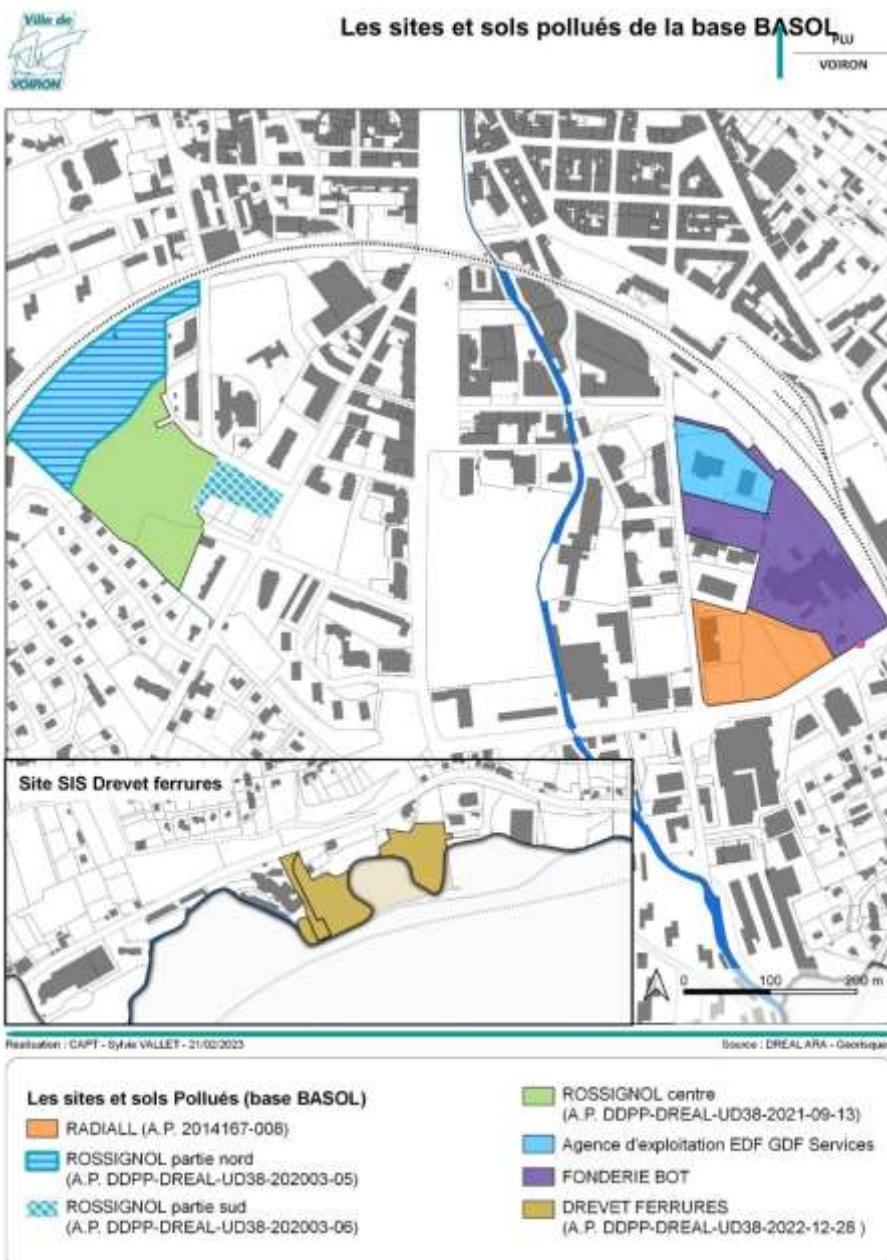 Ville de
VOIRON
Les sites et sols pollués de la base BASOL
PLU
VOIRON
Site SIS Drevet ferrures
0 100 200 m
Réalisation : CAPT - Sylvie VALLET - 21/02/2023
Source : DREAL ARA - Géorisque
Les sites et sols Pollués (base BASOL)
RADIALL (A.P. 2014167-008)
ROSSIGNOL partie nord
(A.P. DDPP-DREAL-UD38-202003-05)
ROSSIGNOL partie sud
(A.P. DDPP-DREAL-UD38-202003-06)
ROSSIGNOL centre
(A.P. DDPP-DREAL-UD38-2021-09-13)
Agence d'exploitation EDF GDF Services
FONDERIE BOT
DREVET FERRURES
(A.P. DDPP-DREAL-UD38-2022-12-28 )